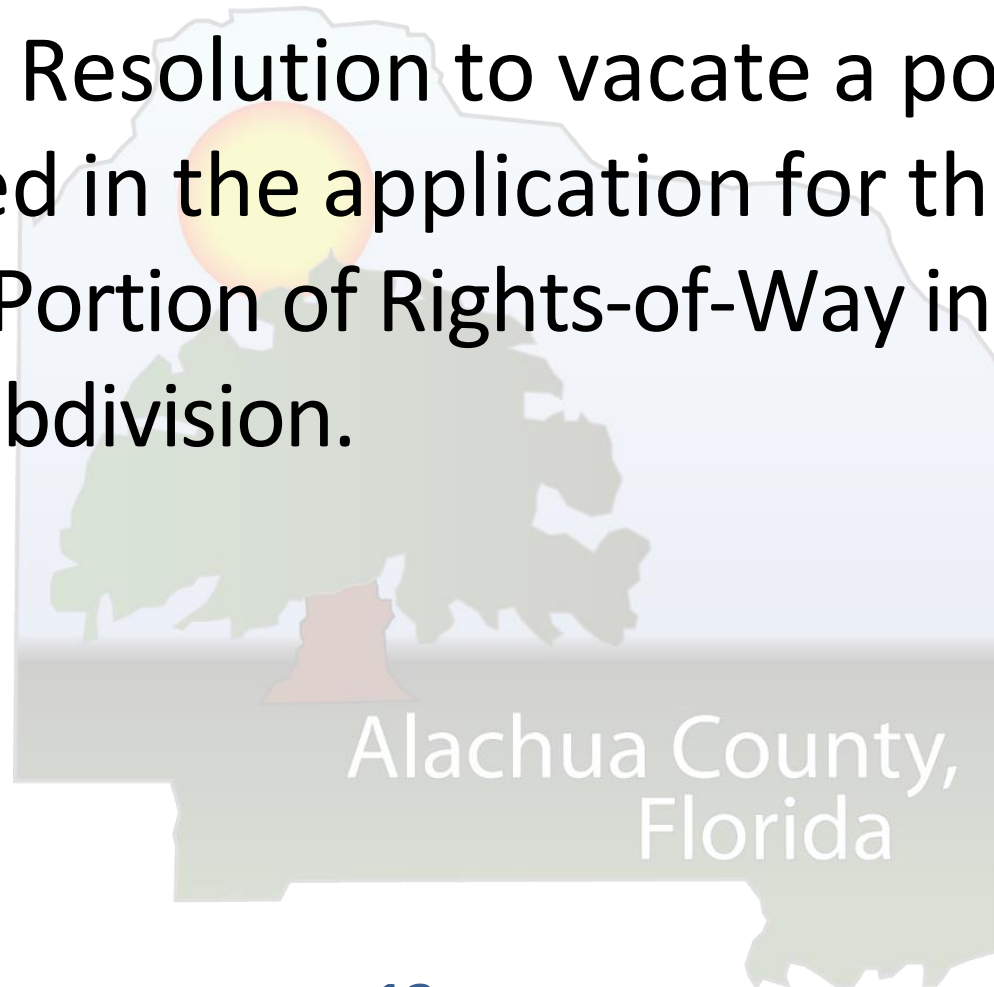 Resolution to vacate a po
ed in the application for th
Portion of Rights-of-Way in
bdivision.
Alachua County,
Florida